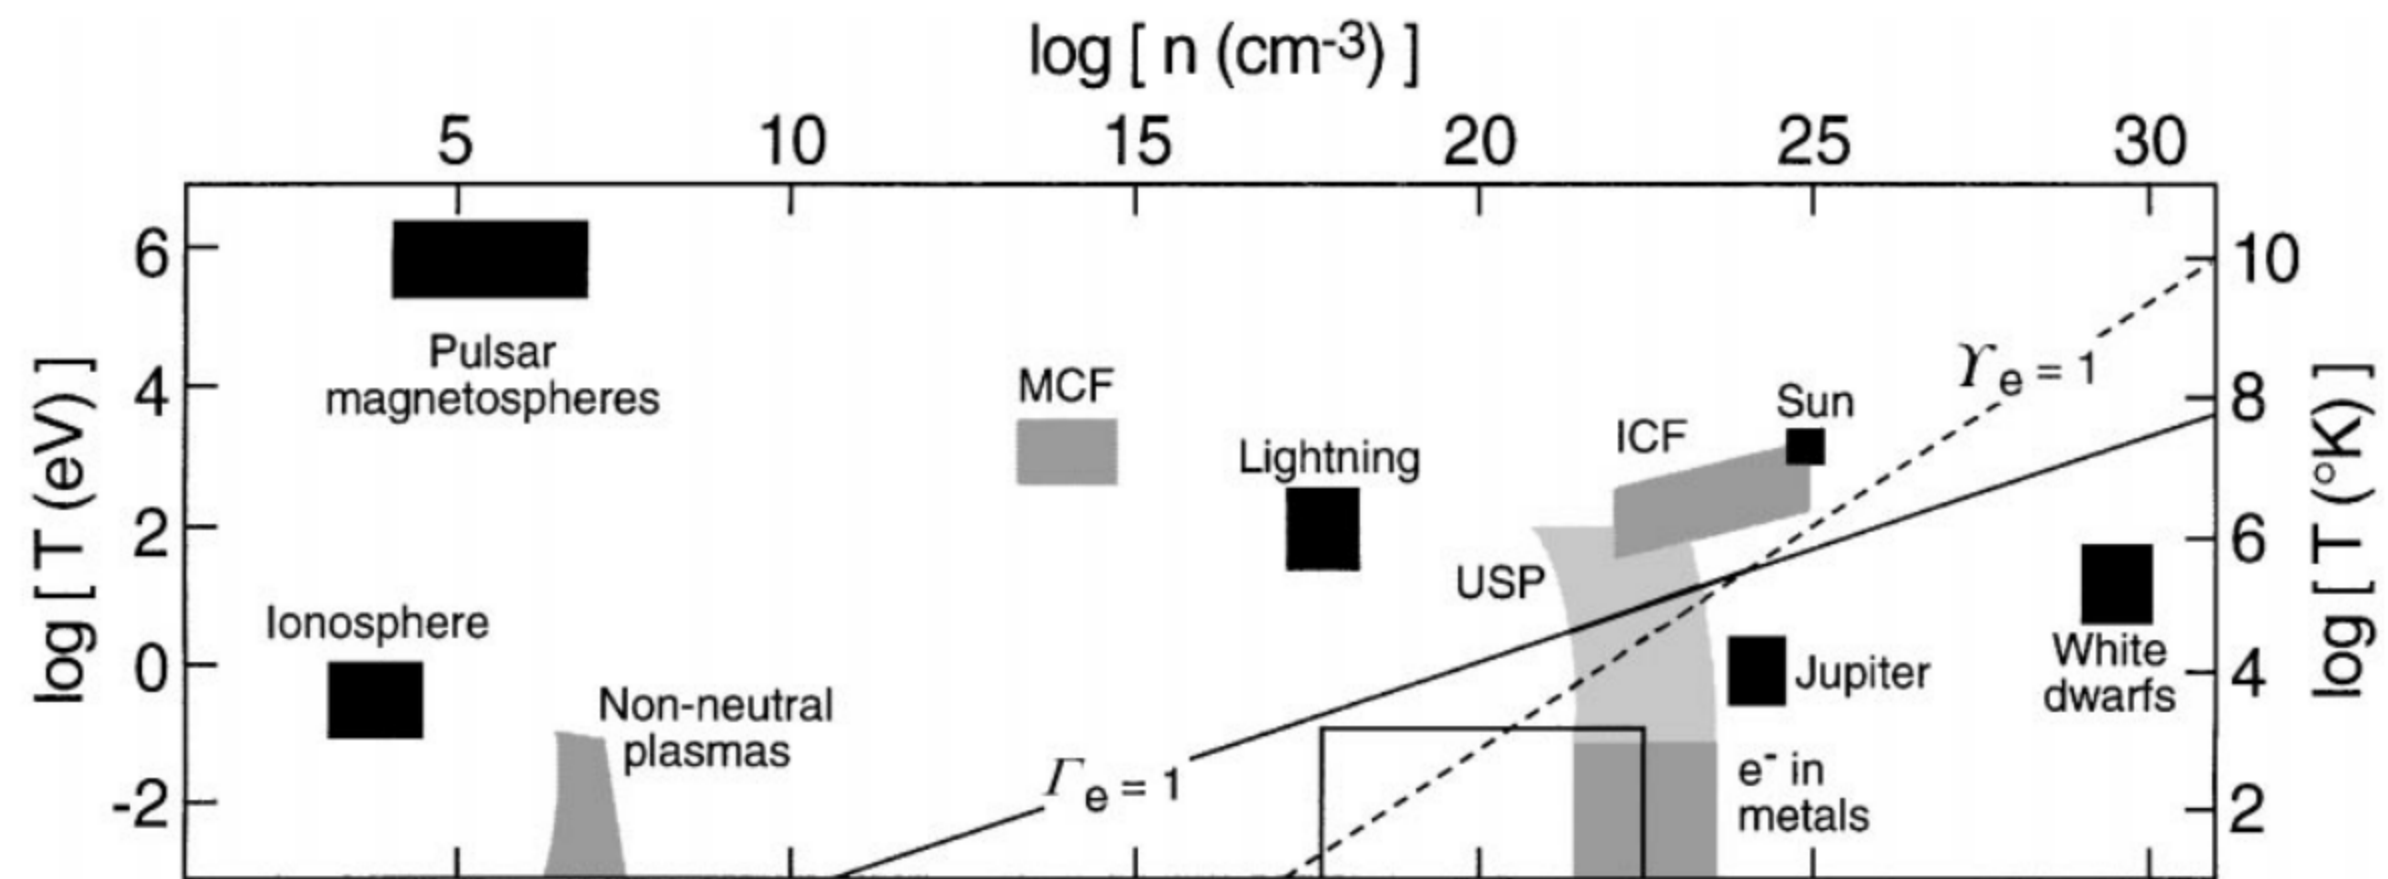 log [ n (cm-3) ]
5 10 15 20 25 30
6
4
2
0
-2
log [ T (eV) ]
10
8
6
4
2
log [ T (°K) ]
Pulsar
magnetospheres
MCF
Lightning
ICF
Sun
ϒe = 1
USP
Ionosphere
Non-neutral
plasmas
Γe = 1
Jupiter
White
dwarfs
e- in
metals